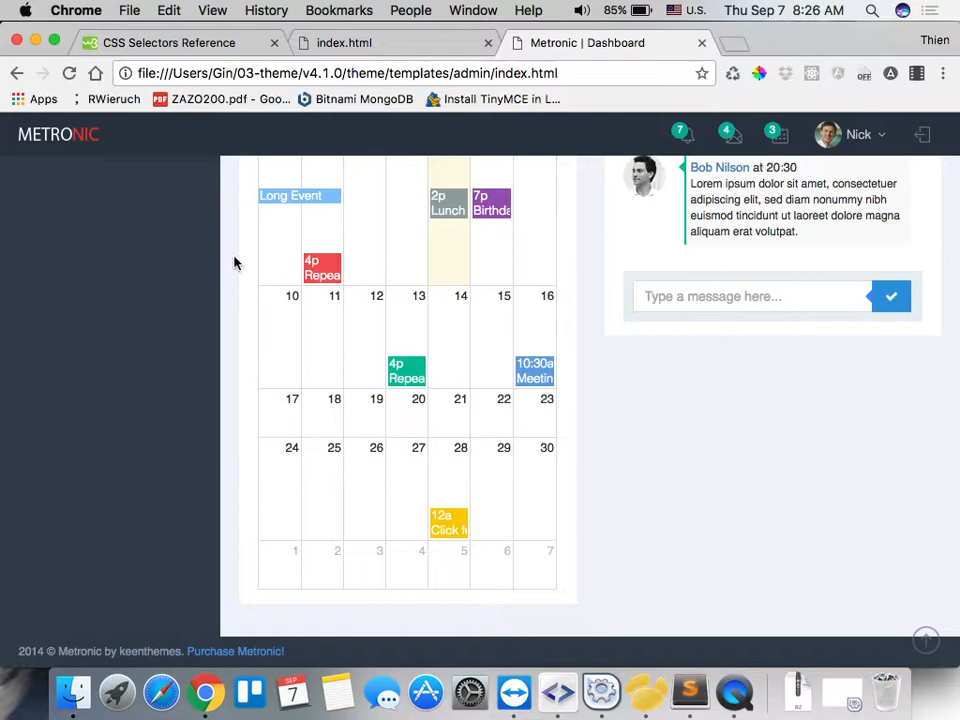 Chrome File Edit View History Bookmarks People Window Help 85% U.S. Thu Sep 7 8:26 AM
CSS Selectors Reference index.html Metronic | Dashboard Thien
file:///Users/Gin/03-theme/v4.1.0/theme/templates/admin/index.html
Apps RWieruch ZAZO200.pdf - Goo... Bitnami MongoDB Install TinyMCE in L...
METRONIC 7 4 3 Nick
Bob Nilson at 20:30
Lorem ipsum dolor sit amet, consectetuer
adipiscing elit, sed diam nonummy nibh
euismod tincidunt ut laoreet dolore magna
aliquam erat volutpat.
Type a message here...
Long Event 2p 7p
Lunch Birthda
4p
Repea
10 11 12 13 14 15 16
4p 10:30a
Repea Meetin
17 18 19 20 21 22 23
24 25 26 27 28 29 30
12a
Click f
1 2 3 4 5 6 7
2014 © Metronic by keenthemes. Purchase Metronic!
SEP
7